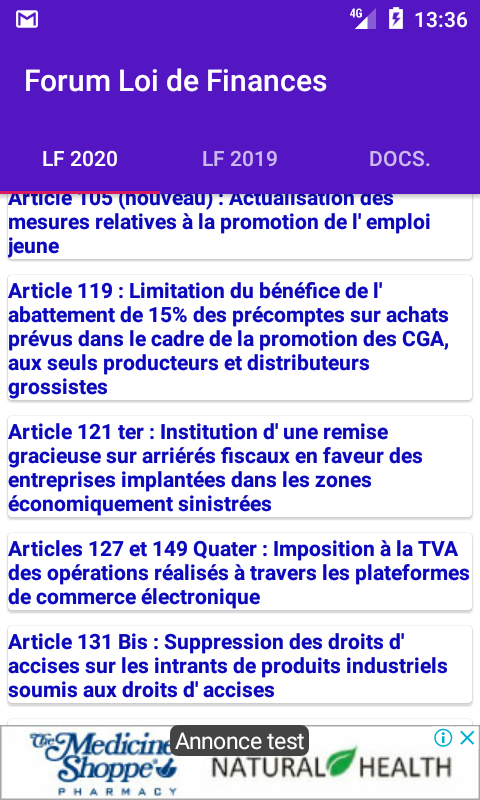 4G 13:36
Forum Loi de Finances
LF 2020 LF 2019 DOCS.
Article 105 (nouveau) : Actualisation des
mesures relatives à la promotion de l' emploi
jeune
Article 119 : Limitation du bénéfice de l'
abattement de 15% des précomptes sur achats
prévus dans le cadre de la promotion des CGA,
aux seuls producteurs et distributeurs
grossistes
Article 121 ter : Institution d' une remise
gracieuse sur arriérés fiscaux en faveur des
entreprises implantées dans les zones
économiquement sinistrées
Articles 127 et 149 Quater : Imposition à la TVA
des opérations réalisés à travers les plateformes
de commerce électronique
Article 131 Bis : Suppression des droits d'
accises sur les intrants de produits industriels
soumis aux droits d' accises
Annonce test
The Medicine
Shoppe
PHARMACY
NATURAL HEALTH